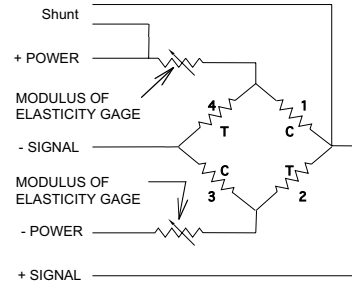 Shunt
+ POWER
MODULUS OF
ELASTICITY GAGE
4
1
T
C
- SIGNAL
C
T
3
2
MODULUS OF
ELASTICITY GAGE
- POWER
+ SIGNAL